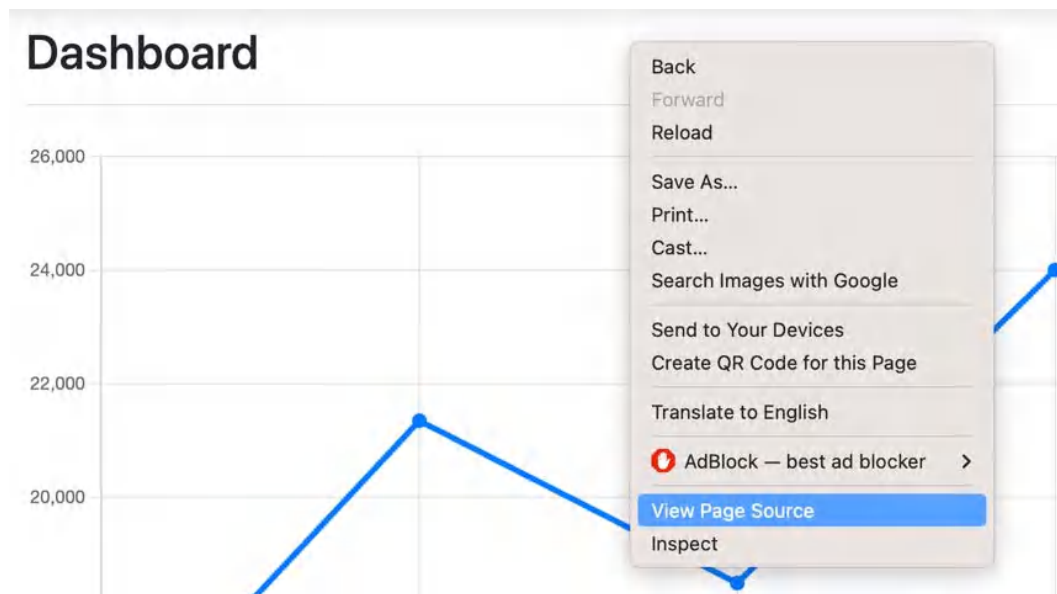 Dashboard
26,000
24,000
22,000
20,000
Back
Forward
Reload
Save As...
Print...
Cast...
Search Images with Google
Send to Your Devices
Create QR Code for this Page
Translate to English
AdBlock — best ad blocker
View Page Source
Inspect